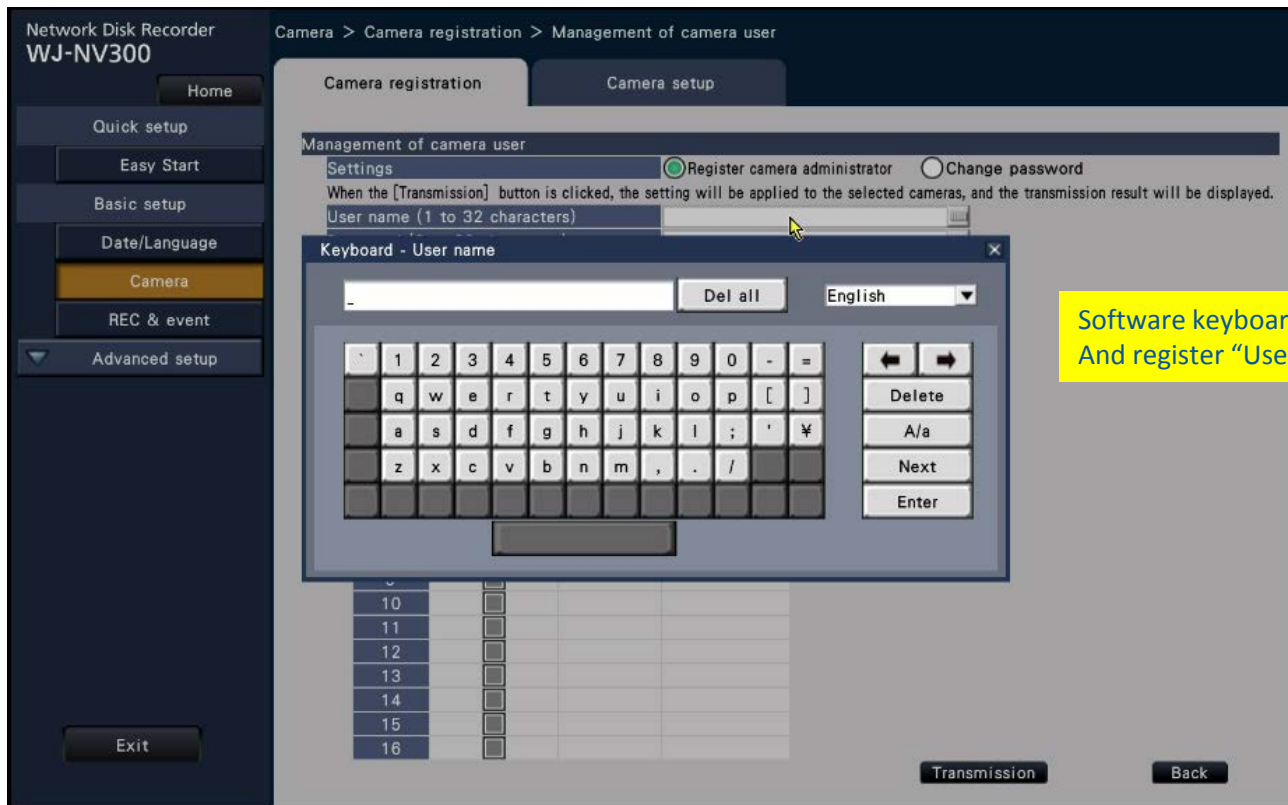 Network Disk Recorder
WJ-NV300
Home
Quick setup
Easy Start
Basic setup
Date/Language
Camera
REC & event
Advanced setup
Exit
Camera > Camera registration > Management of camera user
Camera registration
Camera setup
Management of camera user
Settings Register camera administrator Change password
When the [Transmission] button is clicked, the setting will be applied to the selected cameras, and the transmission result will be displayed.
User name (1 to 32 characters)
Keyboard - User name
_ Del all English
` 1 2 3 4 5 6 7 8 9 0 - =
q w e r t y u i o p [ ] Delete
a s d f g h j k l ; ' ¥ A/a
z x c v b n m , . / Next
Enter
10
11
12
13
14
15
16
Transmission Back
Software keyboar
And register “Use